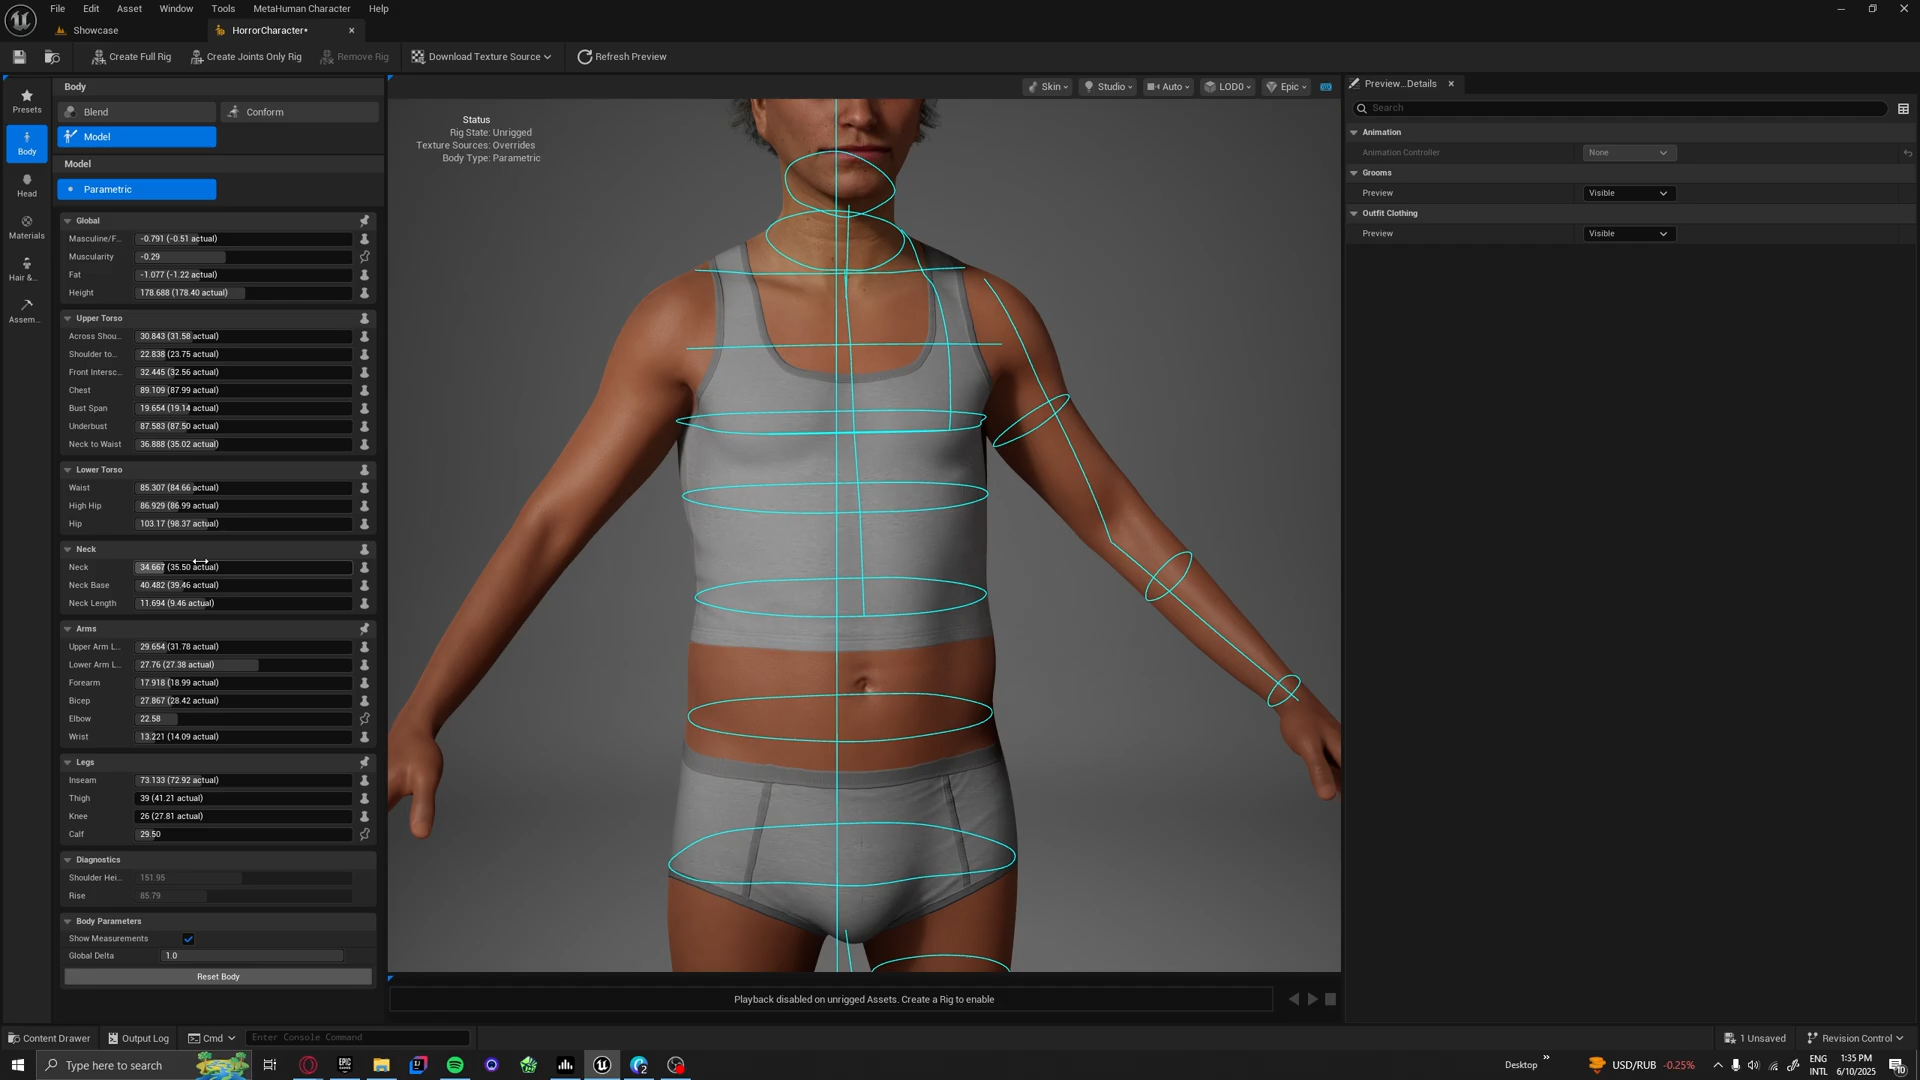 File Edit Window Tools MetaHuman Character Help
Asset
Showcase
HorrorCharacter*
Create Full Rig
Create Joints Only Rig
Remove Rig
Download Texture Source
Refresh Preview
Presets
Body
Head
Materials
Hair &...
Assem...
Body
Blend
Conform
Model
Model
Parametric
Global
Masculine/F... -0.791 (-0.51 actual)
Muscularity -0.29
Fat -1.077 (-1.22 actual)
Height 178.688 (178.40 actual)
Upper Torso
Across Shou... 30.843 (31.58 actual)
Shoulder to... 22.838 (23.75 actual)
Front Intersc... 32.445 (32.56 actual)
Chest 89.109 (87.99 actual)
Bust Span 19.654 (19.14 actual)
Underbust 87.583 (87.50 actual)
Neck to Waist 36.888 (35.02 actual)
Lower Torso
Waist 85.307 (84.66 actual)
High Hip 86.929 (86.99 actual)
Hip 103.17 (98.37 actual)
Neck
Neck 34.667 (35.50 actual)
Neck Base 40.482 (39.46 actual)
Neck Length 11.694 (9.46 actual)
Arms
Upper Arm L... 29.654 (31.78 actual)
Lower Arm L... 27.76 (27.38 actual)
Forearm 17.918 (18.99 actual)
Bicep 27.867 (28.42 actual)
Elbow 22.58
Wrist 13.221 (14.09 actual)
Legs
Inseam 73.133 (72.92 actual)
Thigh 39 (41.21 actual)
Knee 26 (27.81 actual)
Calf 29.50
Diagnostics
Shoulder Hei... 151.95
Rise 85.79
Body Parameters
Show Measurements
Global Delta 1.0
Reset Body
Skin Studio Auto LOD0 Epic
Status
Rig State: Unrigged
Texture Sources: Overrides
Body Type: Parametric
Playback disabled on unrigged Assets. Create a Rig to enable
Preview...Details
Search
Animation
Animation Controller None
Grooms
Preview Visible
Outfit Clothing
Preview Visible
Content Drawer Output Log Cmd Enter Console Command
1 Unsaved Revision Control
Type here to search
Desktop
USD/RUB -0.25%
ENG
INTL
1:35 PM
6/10/2025
10